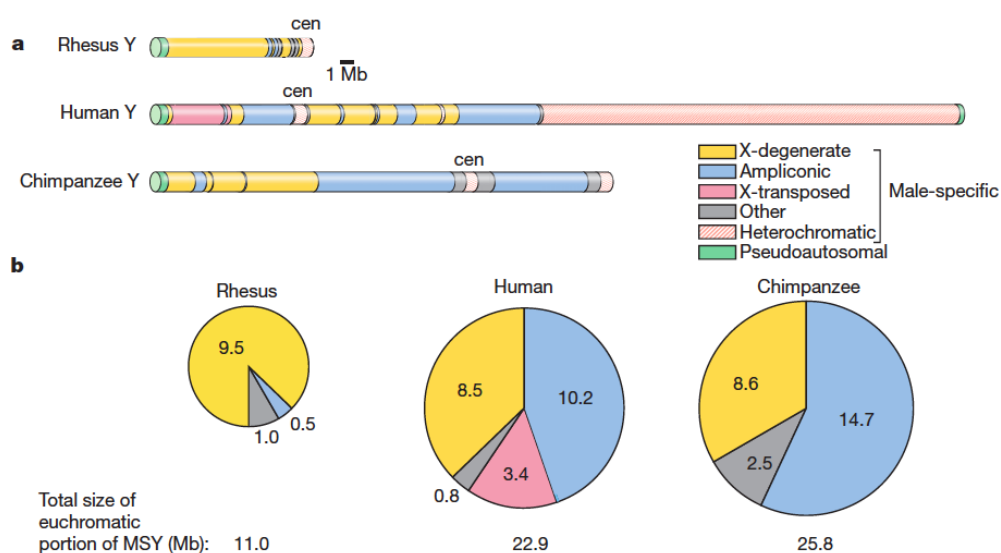 a
cen
Rhesus Y
1 Mb
cen
Human Y
cen
Chimpanzee Y
X-degenerate
Ampliconic
X-transposed
Other
Heterochromatic
Pseudoautosomal
Male-specific
b
Rhesus
Human
Chimpanzee
9.5
0.5
1.0
8.5
10.2
3.4
0.8
8.6
14.7
2.5
Total size of
euchromatic
portion of MSY (Mb): 11.0 22.9 25.8